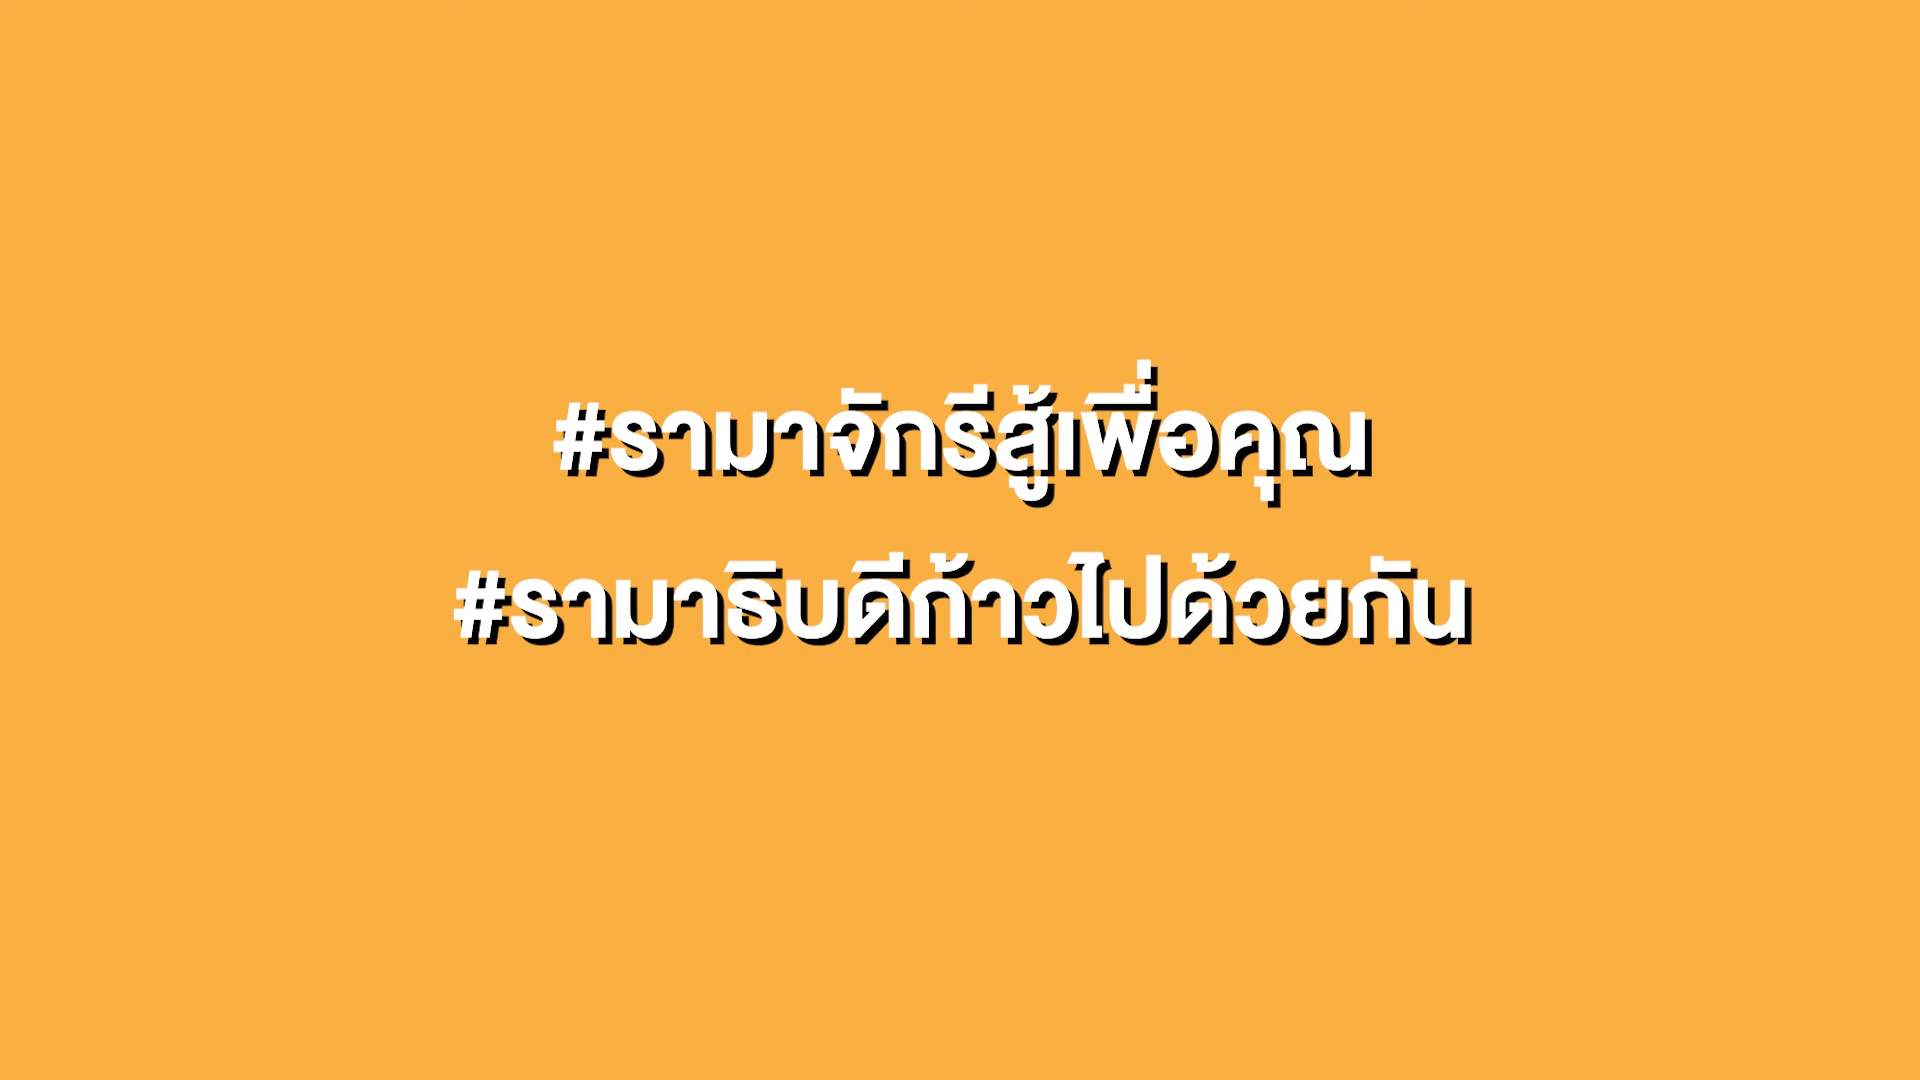 #รามาจักรีสู้เพื่อคุณ
#รามาธิบดีก้าวไปด้วยกัน